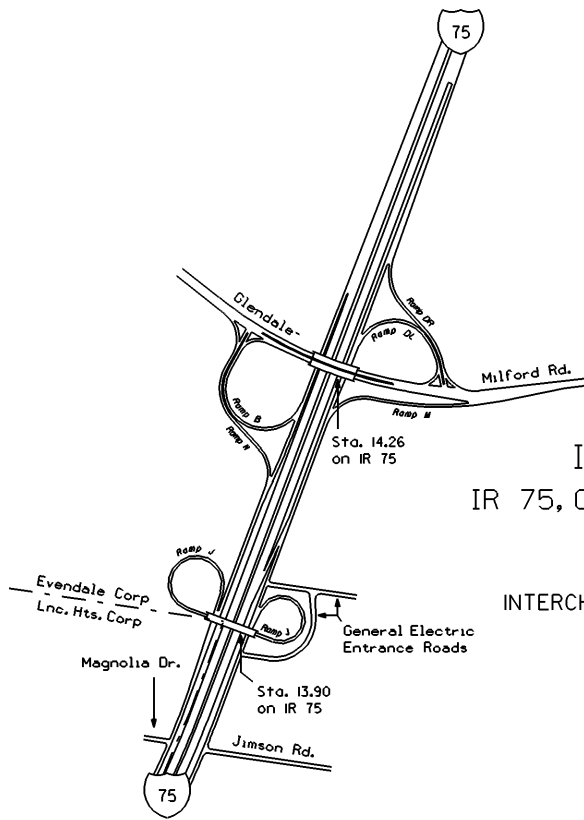 75
Glendale-
Ramp DR
Ramp DL
Milford Rd.
Ramp B
Ramp M
Sta. 14.26
on IR 75
I
IR 75, C
Ramp J
Evendale Corp
Lnc. Hts. Corp
INTERCH
General Electric
Entrance Roads
Magnolia Dr.
Sta. 13.90
on IR 75
Jimson Rd.
75